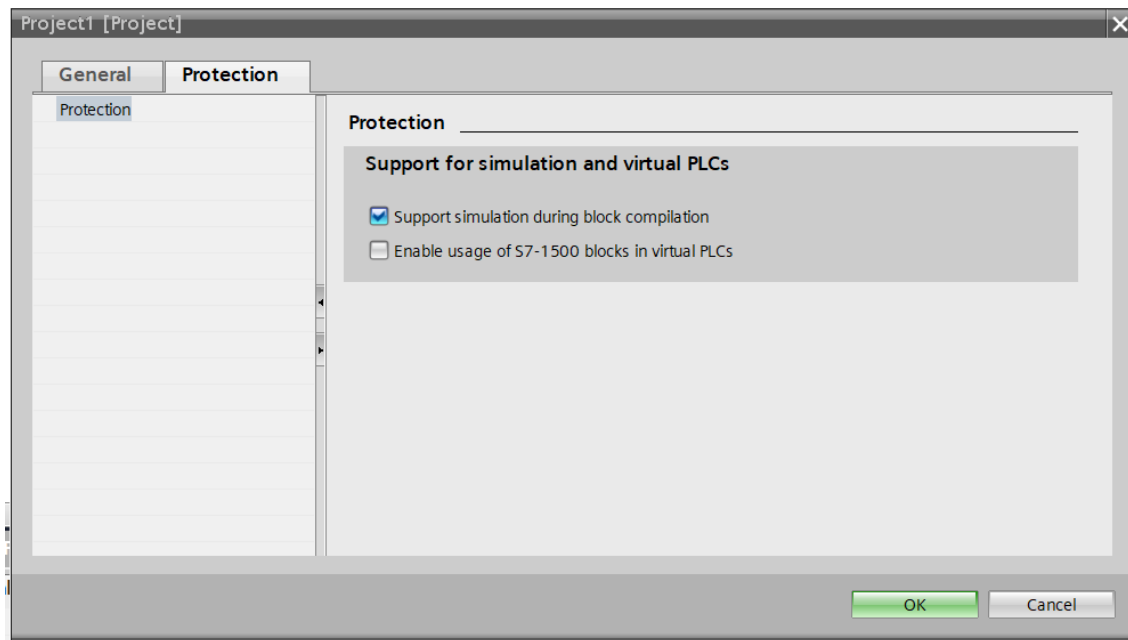 Project1 [Project]
General
Protection
Protection
Protection
Support for simulation and virtual PLCs
Support simulation during block compilation
Enable usage of S7-1500 blocks in virtual PLCs
OK
Cancel